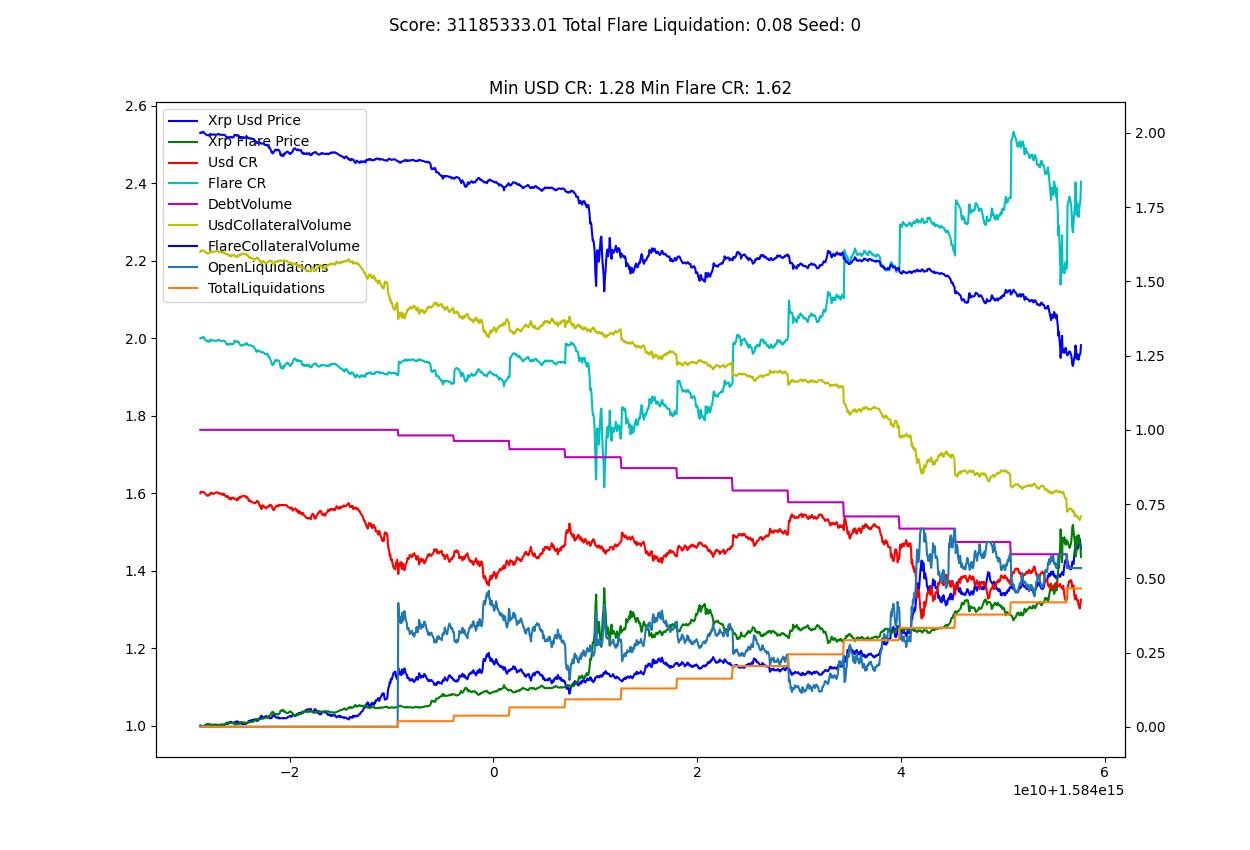 Score: 31185333.01 Total Flare Liquidation: 0.08 Seed: 0
Min USD CR: 1.28 Min Flare CR: 1.62
Xrp Usd Price
Xrp Flare Price
Usd CR
Flare CR
DebtVolume
UsdCollateralVolume
FlareCollateralVolume
OpenLiquidations
TotalLiquidations
2.6
2.4
2.2
2.0
1.8
1.6
1.4
1.2
1.0
2.00
1.75
1.50
1.25
1.00
0.75
0.50
0.25
0.00
−2 0 2 4 6
1e10+1.584e15